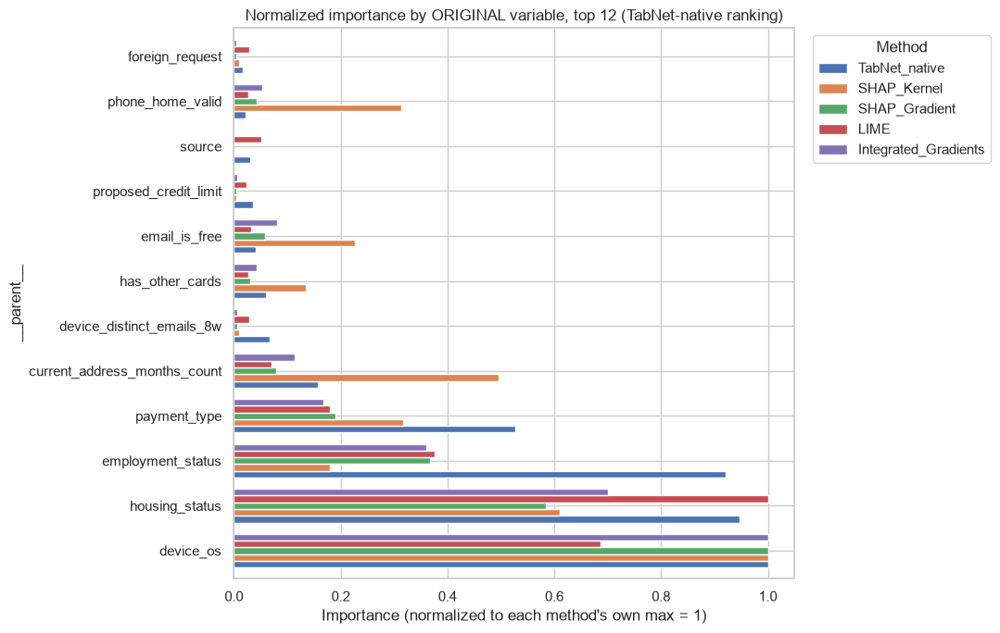 Normalized importance by ORIGINAL variable, top 12 (TabNet-native ranking)
__parent__
foreign_request
phone_home_valid
source
proposed_credit_limit
email_is_free
has_other_cards
device_distinct_emails_8w
current_address_months_count
payment_type
employment_status
housing_status
device_os
0.0 0.2 0.4 0.6 0.8 1.0
Importance (normalized to each method's own max = 1)
Method
TabNet_native
SHAP_Kernel
SHAP_Gradient
LIME
Integrated_Gradients